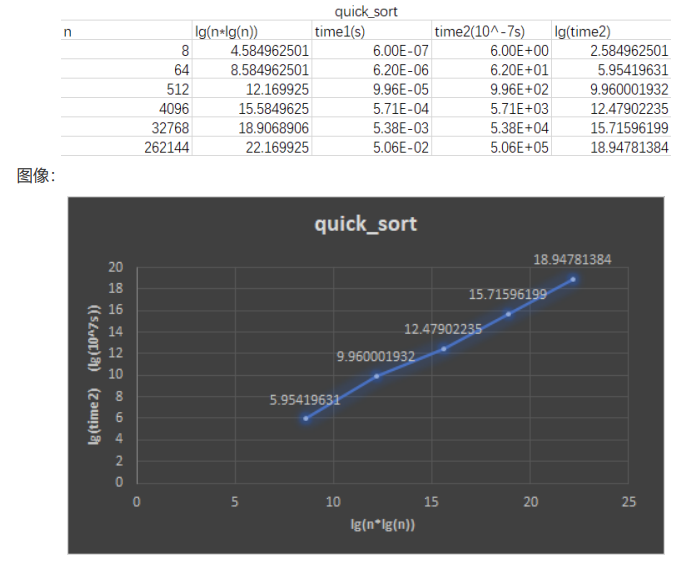 quick_sort
n lg(n*lg(n)) time1(s) time2(10^-7s) lg(time2)
8 4.584962501 6.00E-07 6.00E+00 2.584962501
64 8.584962501 6.20E-06 6.20E+01 5.95419631
512 12.169925 9.96E-05 9.96E+02 9.960001932
4096 15.5849625 5.71E-04 5.71E+03 12.47902235
32768 18.9068906 5.38E-03 5.38E+04 15.71596199
262144 22.169925 5.06E-02 5.06E+05 18.94781384
图像：
quick_sort
18.94781384
15.71596199
12.47902235
9.960001932
5.95419631
20
18
16
14
12
10
8
6
4
2
0
lg(time2) (lg(10^7s))
0 5 10 15 20 25
lg(n*lg(n))